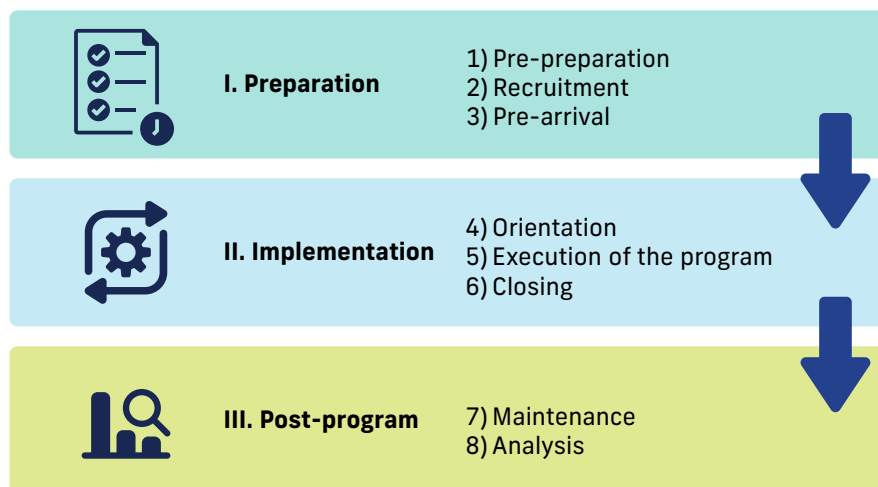 I. Preparation
1) Pre-preparation
2) Recruitment
3) Pre-arrival
II. Implementation
4) Orientation
5) Execution of the program
6) Closing
III. Post-program
7) Maintenance
8) Analysis